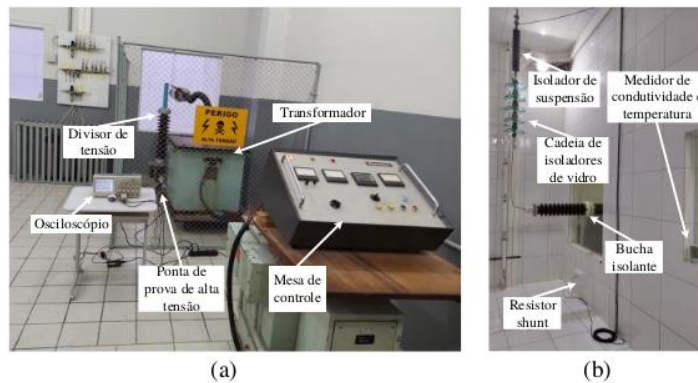 PERIGO
ALTA TENSÃO
Transformador
Divisor de
tensão
Osciloscópio
Ponta de
prova de alta
tensão
Mesa de
controle
(a)
Isolador de
suspensão
Medidor de
condutividade e
temperatura
Cadeia de
isoladores
de vidro
Bucha
isolante
Resistor
shunt
(b)